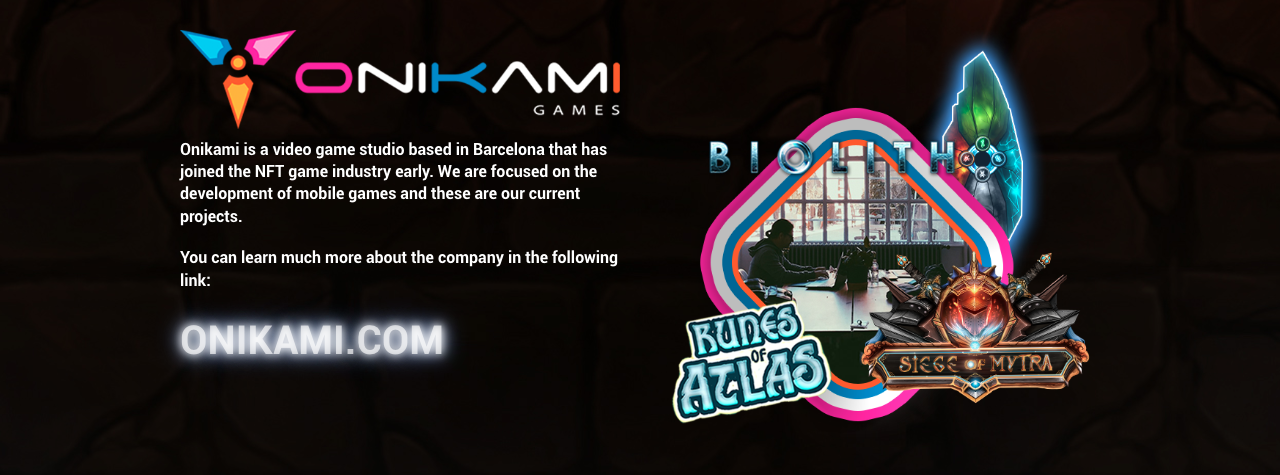 ONIKAMI
GAMES
Onikami is a video game studio based in Barcelona that has
joined the NFT game industry early. We are focused on the
development of mobile games and these are our current
projects.
You can learn much more about the company in the following
link:
ONIKAMI.COM
BIOLITH
RUNES
OF
ATLAS
SIEGE OF MYTRA